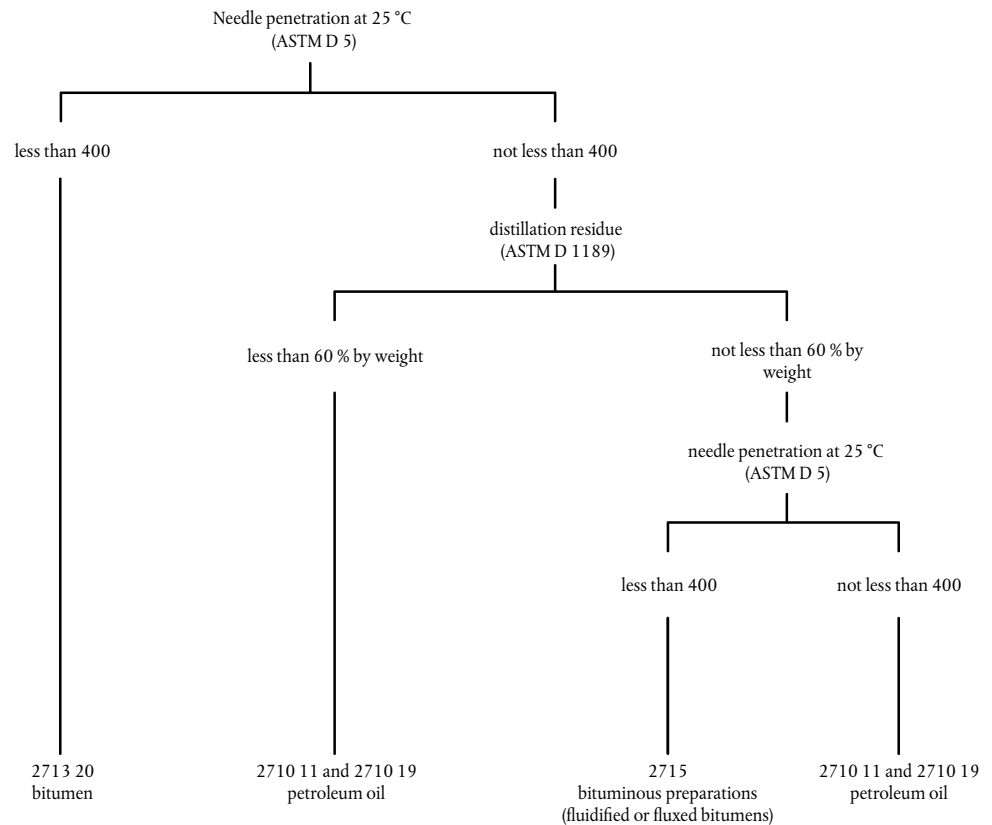 Needle penetration at 25 °C
(ASTM D 5)
less than 400
not less than 400
distillation residue
(ASTM D 1189)
less than 60 % by weight
not less than 60 % by
weight
needle penetration at 25 °C
(ASTM D 5)
less than 400
not less than 400
2713 20
bitumen
2710 11 and 2710 19
petroleum oil
2715
bituminous preparations
(fluidified or fluxed bitumens)
2710 11 and 2710 19
petroleum oil